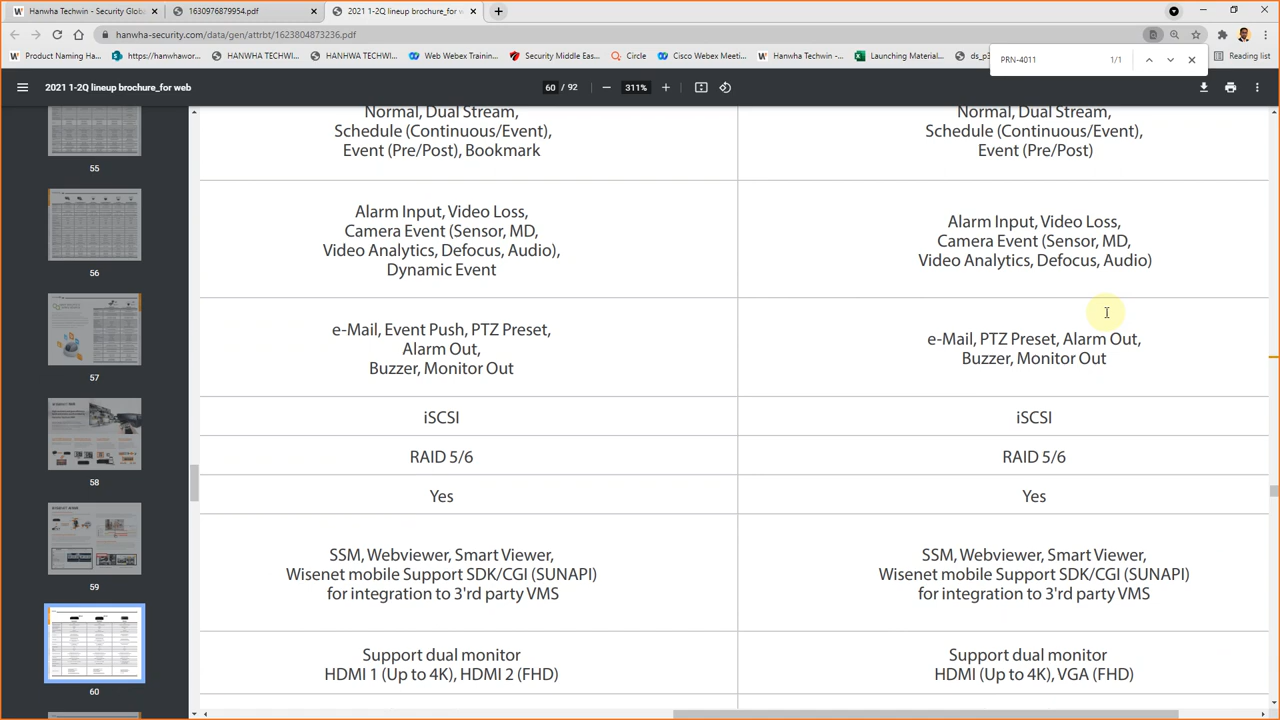 Hanwha Techwin - Security Globa
1630976879954.pdf
2021 1-2Q lineup brochure_for w
hanwha-security.com/data/gen/attrbt/1623804873236.pdf
Product Naming Ha...
https://hanwhawor...
HANWHA TECHWI...
HANHWA TECHWI...
Web Webex Trainin...
Security Middle Eas...
Circle
Cisco Webex Meetin...
Hanwha Techwin -...
Launching Material...
ds_p3
Reading list
PRN-4011
1/1
2021 1-2Q lineup brochure_for web
60 / 92
311%
55
56
57
58
59
60
Normal, Dual Stream,
Schedule (Continuous/Event),
Event (Pre/Post), Bookmark
Normal, Dual Stream,
Schedule (Continuous/Event),
Event (Pre/Post)
Alarm Input, Video Loss,
Camera Event (Sensor, MD,
Video Analytics, Defocus, Audio),
Dynamic Event
Alarm Input, Video Loss,
Camera Event (Sensor, MD,
Video Analytics, Defocus, Audio)
e-Mail, Event Push, PTZ Preset,
Alarm Out,
Buzzer, Monitor Out
e-Mail, PTZ Preset, Alarm Out,
Buzzer, Monitor Out
iSCSI
iSCSI
RAID 5/6
RAID 5/6
Yes
Yes
SSM, Webviewer, Smart Viewer,
Wisenet mobile Support SDK/CGI (SUNAPI)
for integration to 3'rd party VMS
SSM, Webviewer, Smart Viewer,
Wisenet mobile Support SDK/CGI (SUNAPI)
for integration to 3'rd party VMS
Support dual monitor
HDMI 1 (Up to 4K), HDMI 2 (FHD)
Support dual monitor
HDMI (Up to 4K), VGA (FHD)